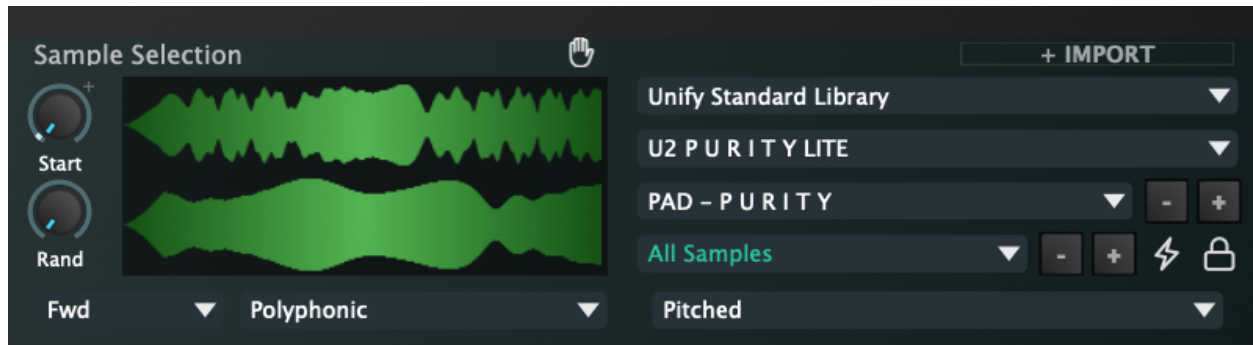 Sample Selection
+ IMPORT
Start
Rand
Unify Standard Library
U2 P U R I T Y LITE
PAD – P U R I T Y
- +
All Samples
- +
Fwd
Polyphonic
Pitched